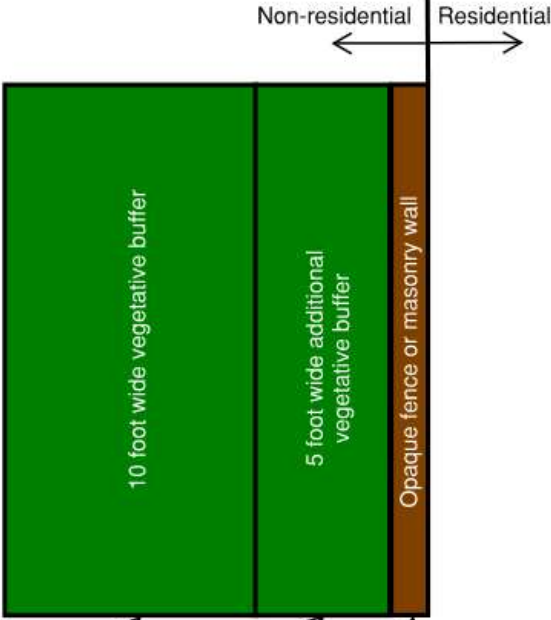 Non-residential
Residential
10 foot wide vegetative buffer
5 foot wide additional
vegetative buffer
Opaque fence or masonry wall